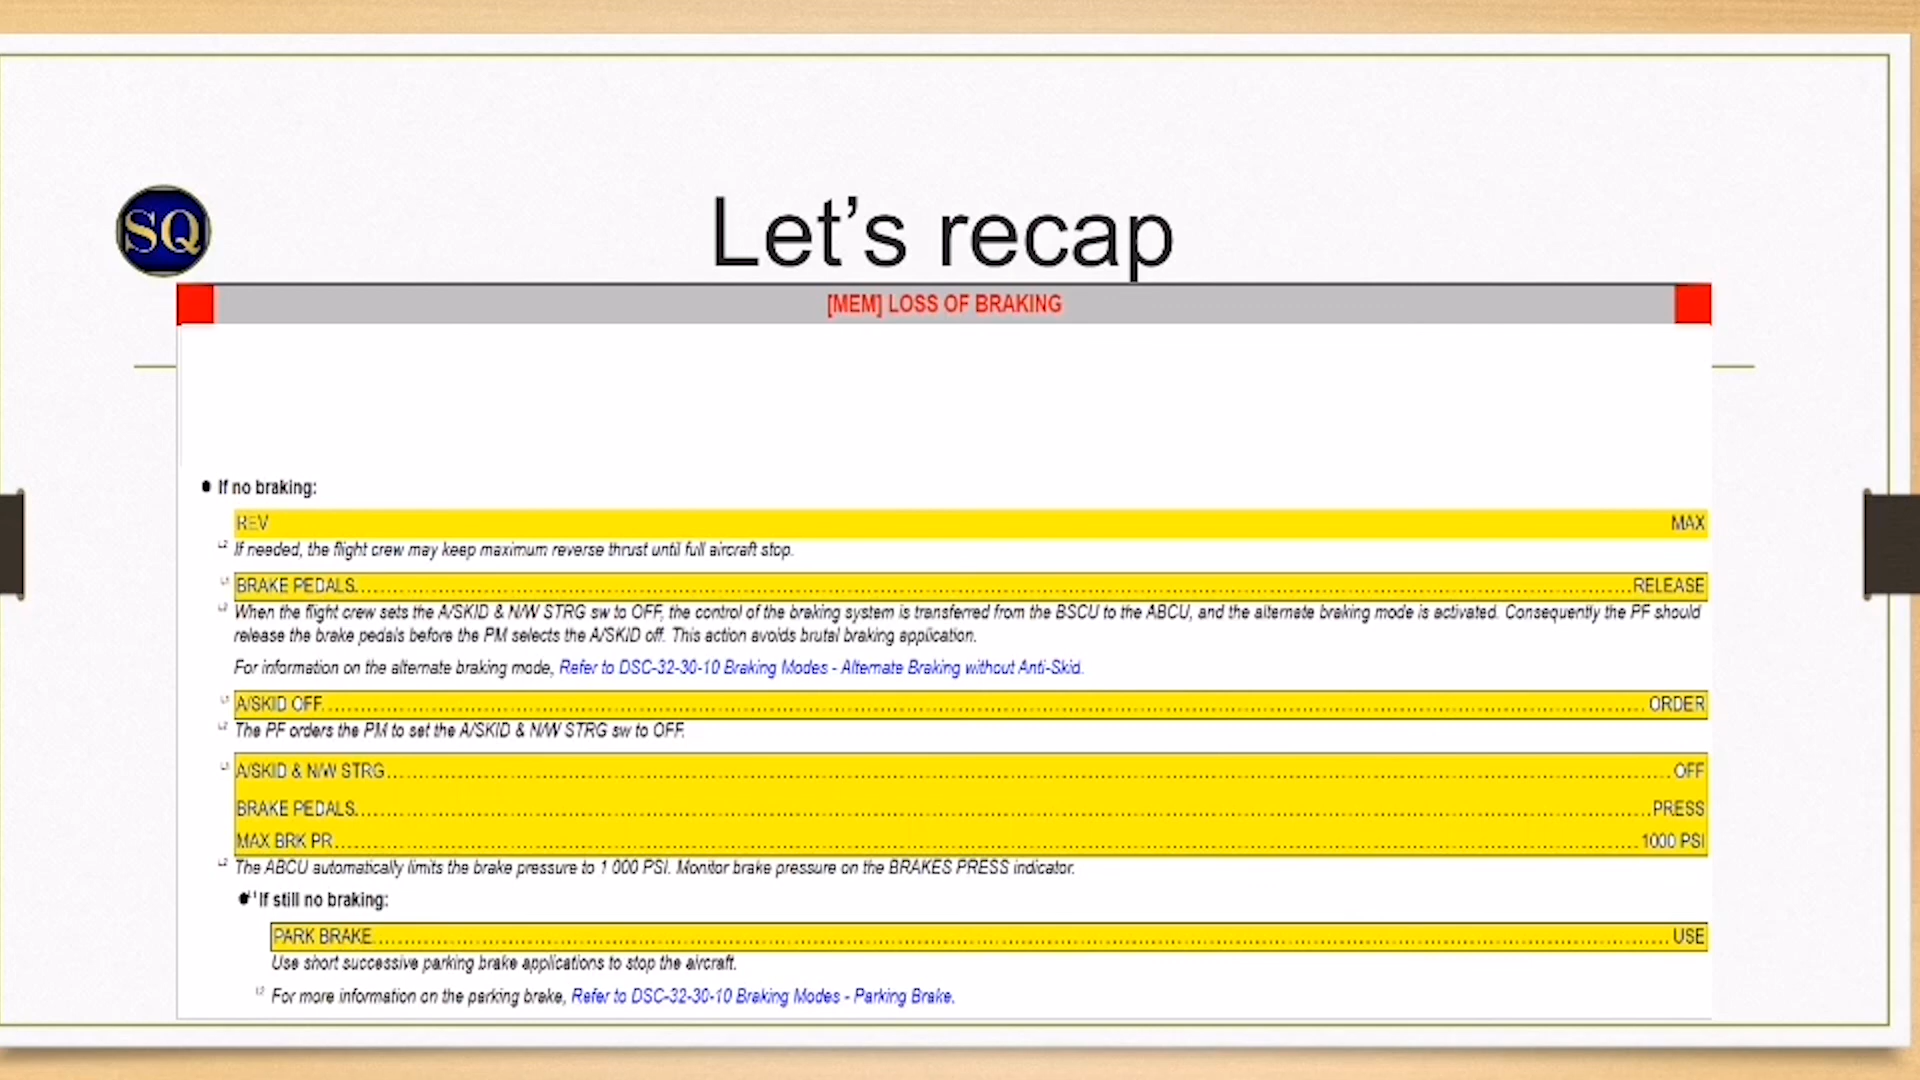 SQ
Let's recap
[MEM] LOSS OF BRAKING
● If no braking:
REV MAX
L2 If needed, the flight crew may keep maximum reverse thrust until full aircraft stop.
L1 BRAKE PEDALS RELEASE
L2 When the flight crew sets the A/SKID & N/W STRG sw to OFF, the control of the braking system is transferred from the BSCU to the ABCU, and the alternate braking mode is activated. Consequently the PF should
release the brake pedals before the PM selects the A/SKID off. This action avoids brutal braking application.
For information on the alternate braking mode, Refer to DSC-32-30-10 Braking Modes - Alternate Braking without Anti-Skid.
L1 A/SKID OFF ORDER
L2 The PF orders the PM to set the A/SKID & N/W STRG sw to OFF.
L1 A/SKID & N/W STRG OFF
BRAKE PEDALS PRESS
MAX BRK PR 1000 PSI
L2 The ABCU automatically limits the brake pressure to 1 000 PSI. Monitor brake pressure on the BRAKES PRESS indicator.
● L1 If still no braking:
PARK BRAKE USE
Use short successive parking brake applications to stop the aircraft.
L2 For more information on the parking brake, Refer to DSC-32-30-10 Braking Modes - Parking Brake.